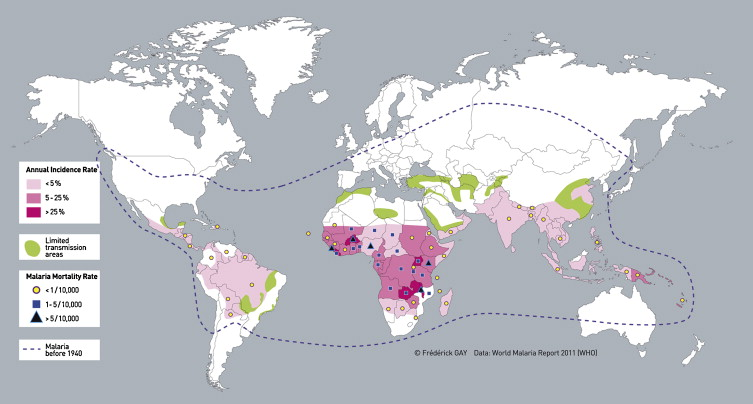 Annual Incidence Rate
<5%
5-25%
>25%
Limited
transmission
areas
Malaria Mortality Rate
<1/10,000
1-5/10,000
>5/10,000
Malaria
before 1940
© Frédérick GAY Data: World Malaria Report 2011 (WHO)